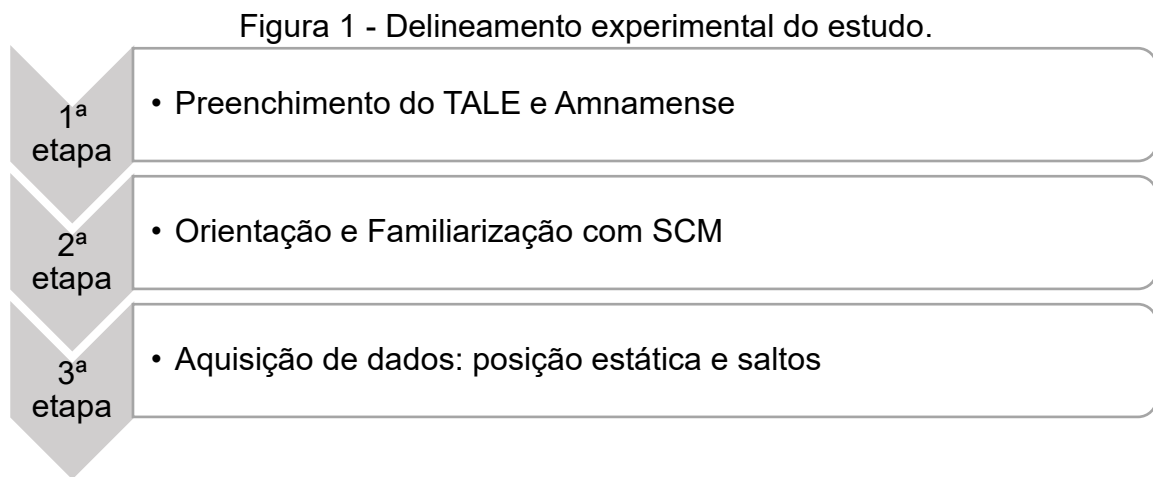 Figura 1 - Delineamento experimental do estudo.
1ª
etapa
• Preenchimento do TALE e Amnamense
2ª
etapa
• Orientação e Familiarização com SCM
3ª
etapa
• Aquisição de dados: posição estática e saltos